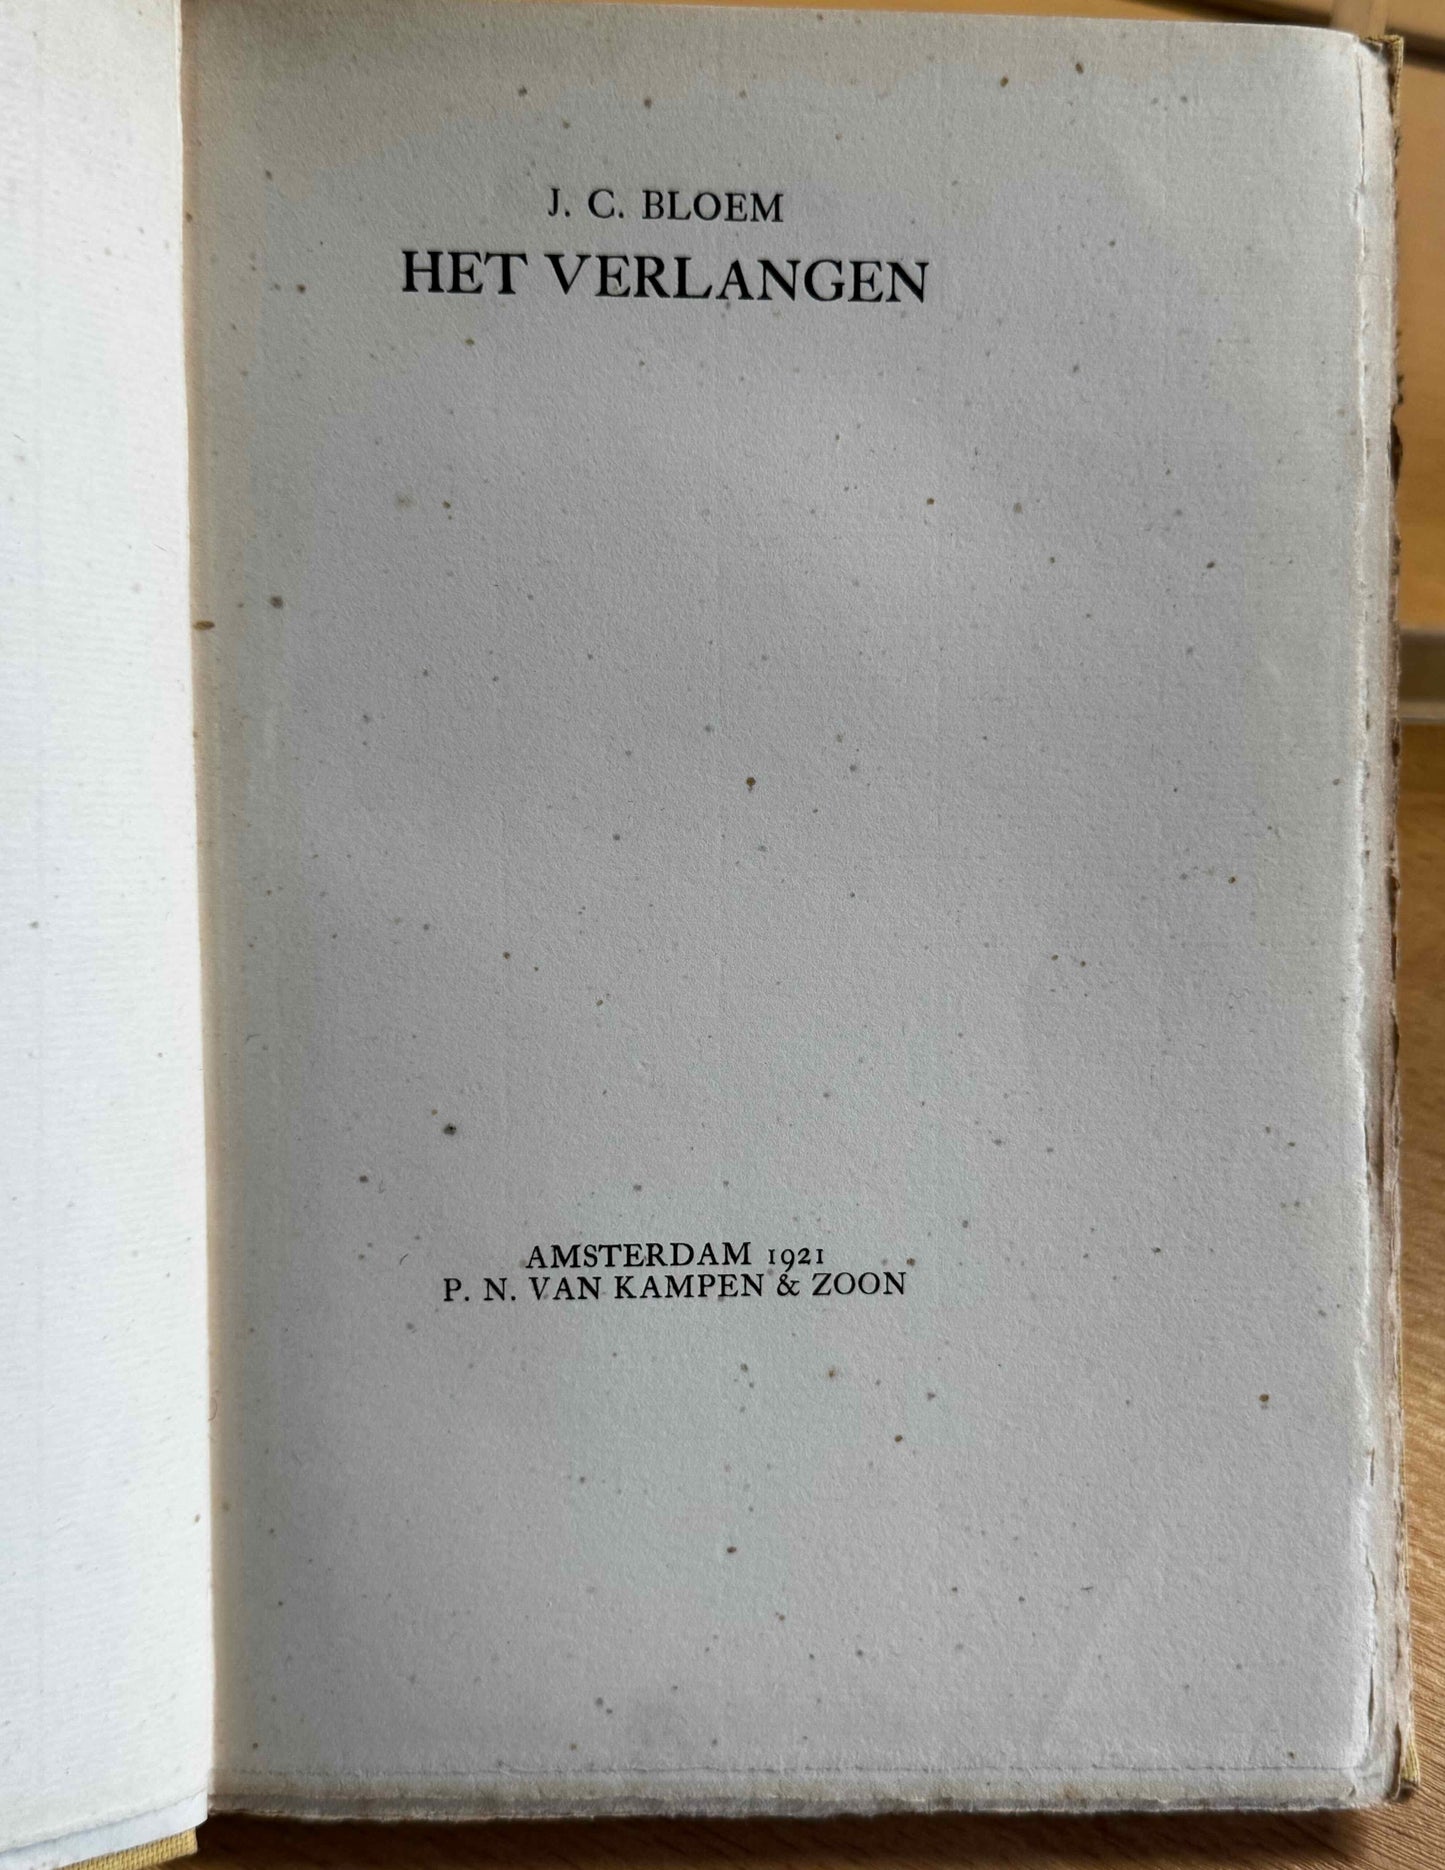 J. C. BLOEM
HET VERLANGEN
AMSTERDAM 1921
P. N. VAN KAMPEN & ZOON